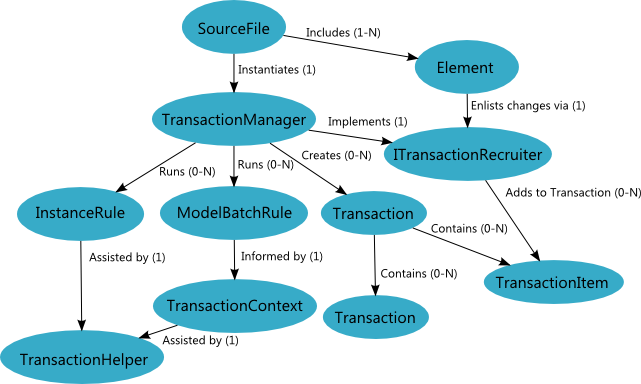 SourceFile
Includes (1-N)
Element
Instantiates (1)
Enlists changes via (1)
TransactionManager
Implements (1)
ITransactionRecruiter
Runs (0-N)
Runs (0-N)
Creates (0-N)
Adds to Transaction (0-N)
InstanceRule
ModelBatchRule
Transaction
Contains (0-N)
Assisted by (1)
Informed by (1)
Contains (0-N)
TransactionItem
TransactionContext
Transaction
Assisted by (1)
TransactionHelper